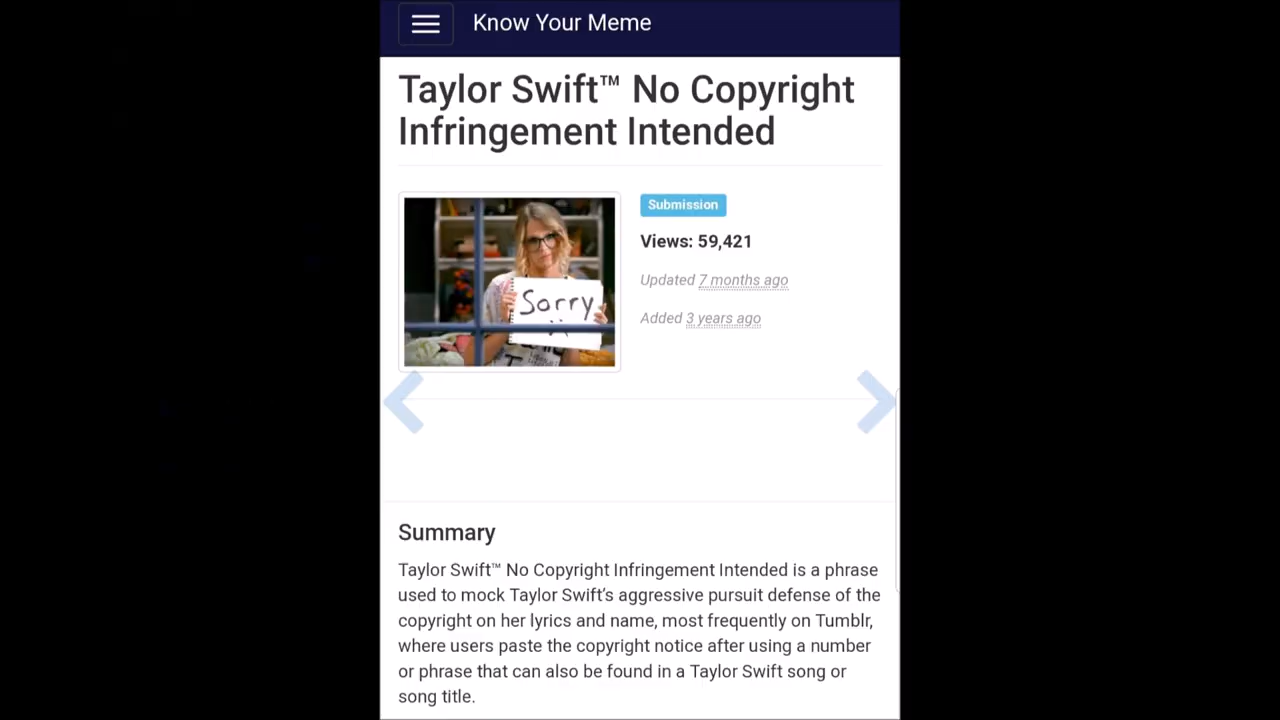 Know Your Meme
Taylor Swift™ No Copyright
Infringement Intended
Submission
Views: 59,421
Updated 7 months ago
Added 3 years ago
Sorry
Summary
Taylor Swift™ No Copyright Infringement Intended is a phrase
used to mock Taylor Swift's aggressive pursuit defense of the
copyright on her lyrics and name, most frequently on Tumblr,
where users paste the copyright notice after using a number
or phrase that can also be found in a Taylor Swift song or
song title.